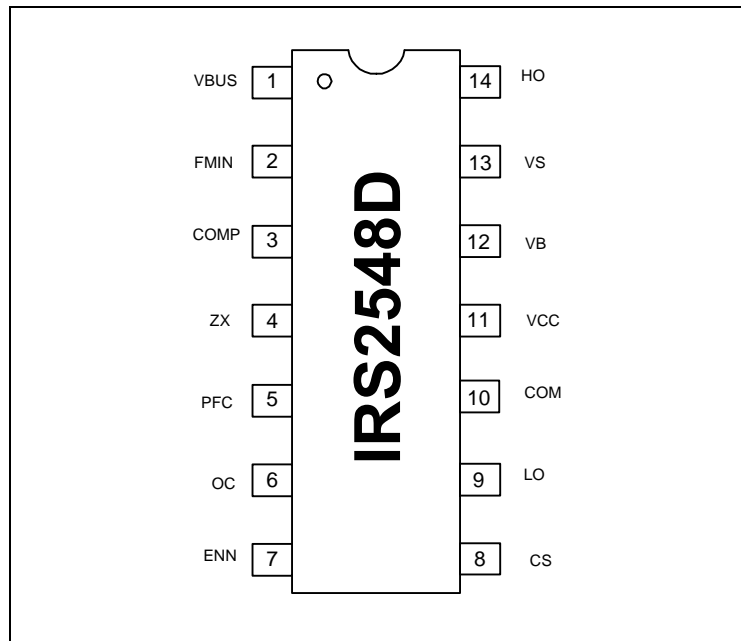 VBUS 1 14 HO
FMIN 2 13 VS
COMP 3 12 VB
ZX 4 11 VCC
PFC 5 10 COM
OC 6 9 LO
ENN 7 8 CS
IRS2548D